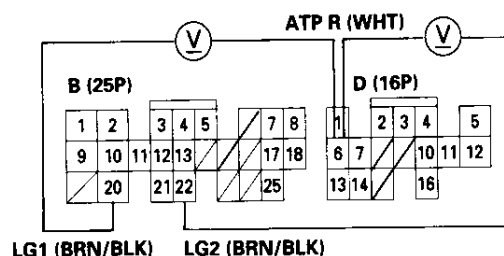 ATP R (WHT)
V
V
B (25P)
D (16P)
1 2 3 4 5 7 8
1 2 3 4 5
9 10 11 12 13 17 18
6 7 10 11 12
20 21 22 25
13 14 16
LG1 (BRN/BLK)
LG2 (BRN/BLK)